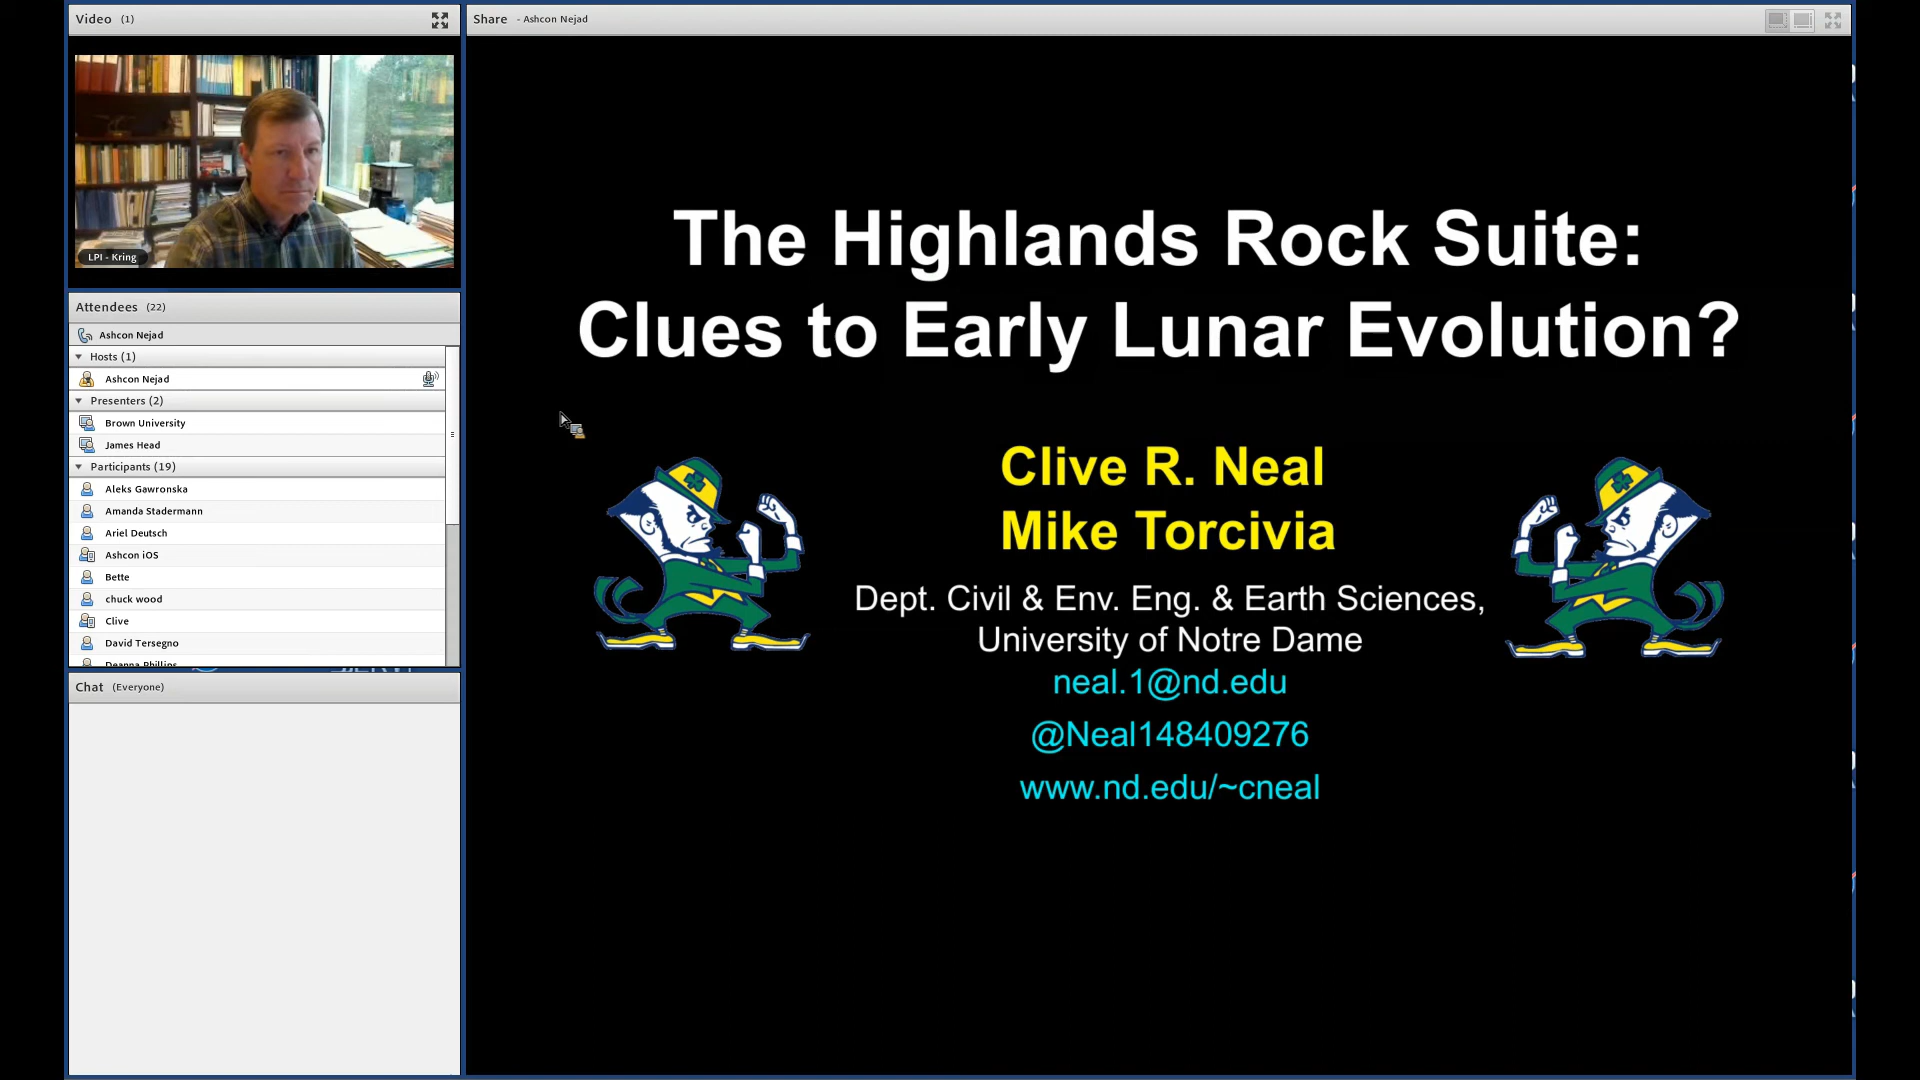 Video (1)
LPI - Kring
Attendees (22)
Ashcon Nejad
Hosts (1)
Ashcon Nejad
Presenters (2)
Brown University
James Head
Participants (19)
Aleks Gawronska
Amanda Stadermann
Ariel Deutsch
Ashcon iOS
Bette
chuck wood
Clive
David Tersegno
Deanna Phillips
Chat (Everyone)
Share - Ashcon Nejad
The Highlands Rock Suite:
Clues to Early Lunar Evolution?
Clive R. Neal
Mike Torcivia
Dept. Civil & Env. Eng. & Earth Sciences,
University of Notre Dame
neal.1@nd.edu
@Neal148409276
www.nd.edu/~cneal